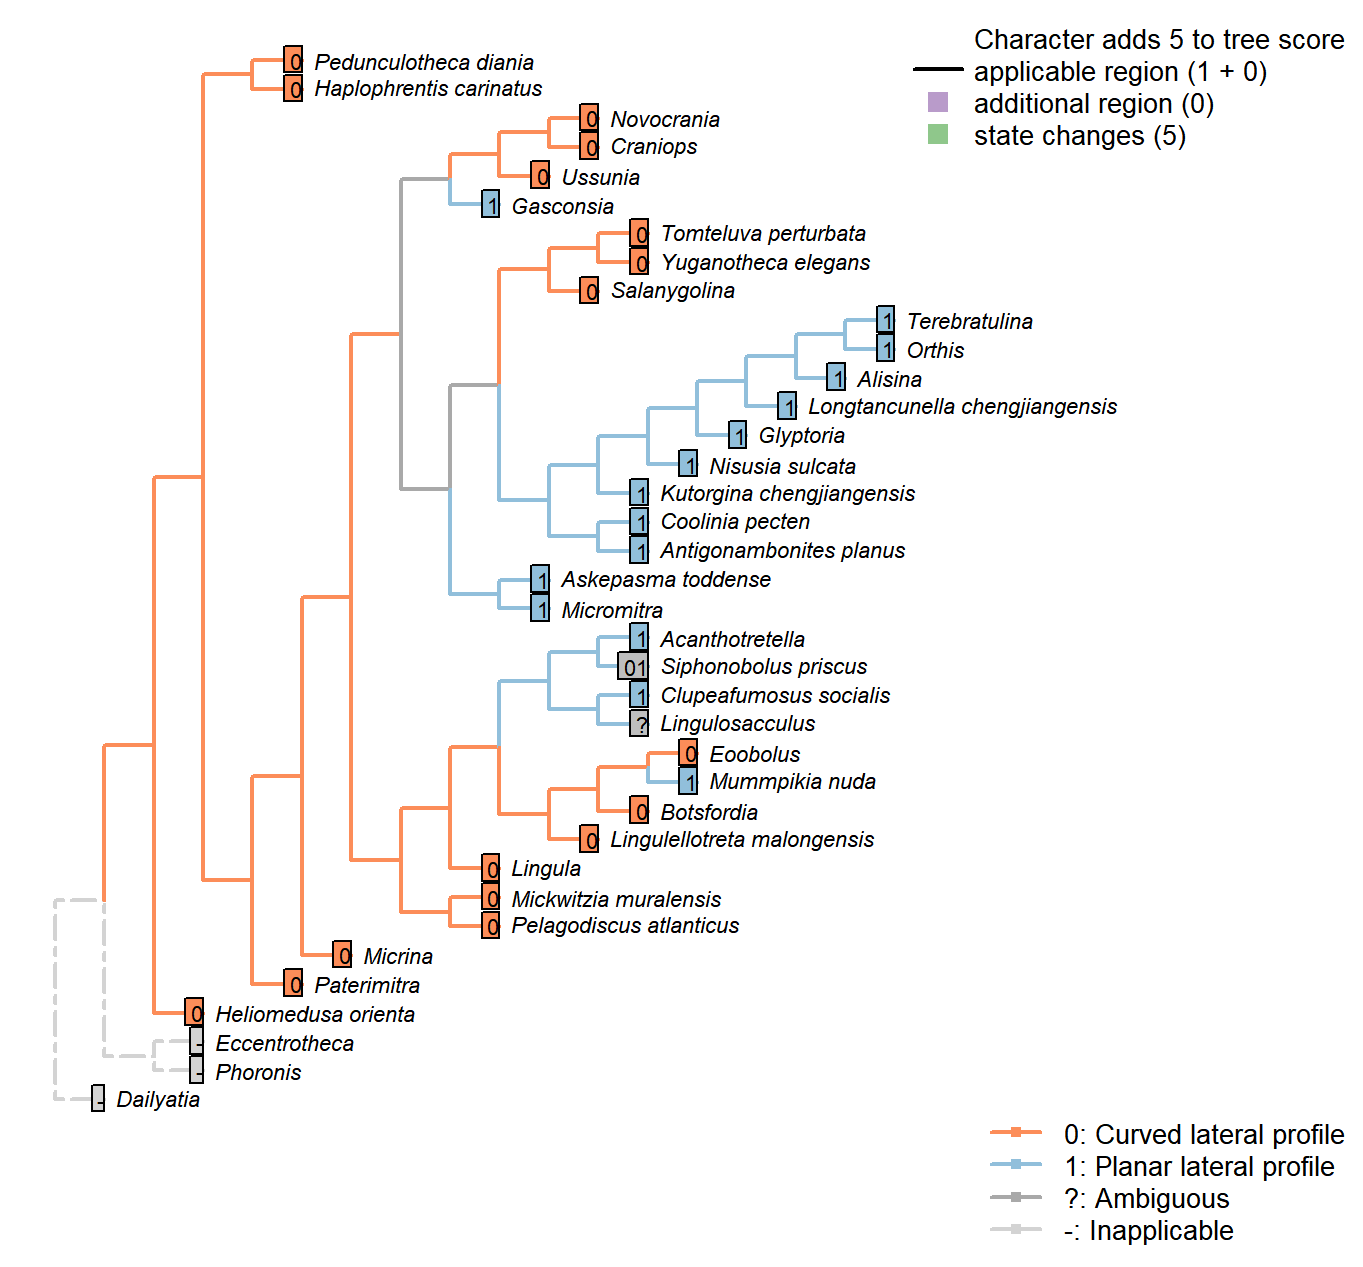 Character adds 5 to tree score
applicable region (1 + 0)
additional region (0)
state changes (5)
0 Pedunculotheca diania
0 Haplophrentis carinatus
0 Novocrania
0 Craniops
0 Ussunia
1 Gasconsia
0 Tomteluva perturbata
0 Yuganotheca elegans
0 Salanygolina
1 Terebratulina
1 Orthis
1 Alisina
1 Longtancunella chengjiangensis
1 Glyptoria
1 Nisusia sulcata
1 Kutorgina chengjiangensis
1 Coolinia pecten
1 Antigonambonites planus
1 Askepasma toddense
1 Micromitra
1 Acanthotretella
01 Siphonobolus priscus
1 Clupeafumosus socialis
? Lingulosacculus
0 Eoobolus
1 Mummpikia nuda
0 Botsfordia
0 Lingulellotreta malongensis
0 Lingula
0 Mickwitzia muralensis
0 Pelagodiscus atlanticus
0 Micrina
0 Paterimitra
0 Heliomedusa orienta
- Eccentrotheca
- Phoronis
- Dailyatia
0: Curved lateral profile
1: Planar lateral profile
?: Ambiguous
-: Inapplicable